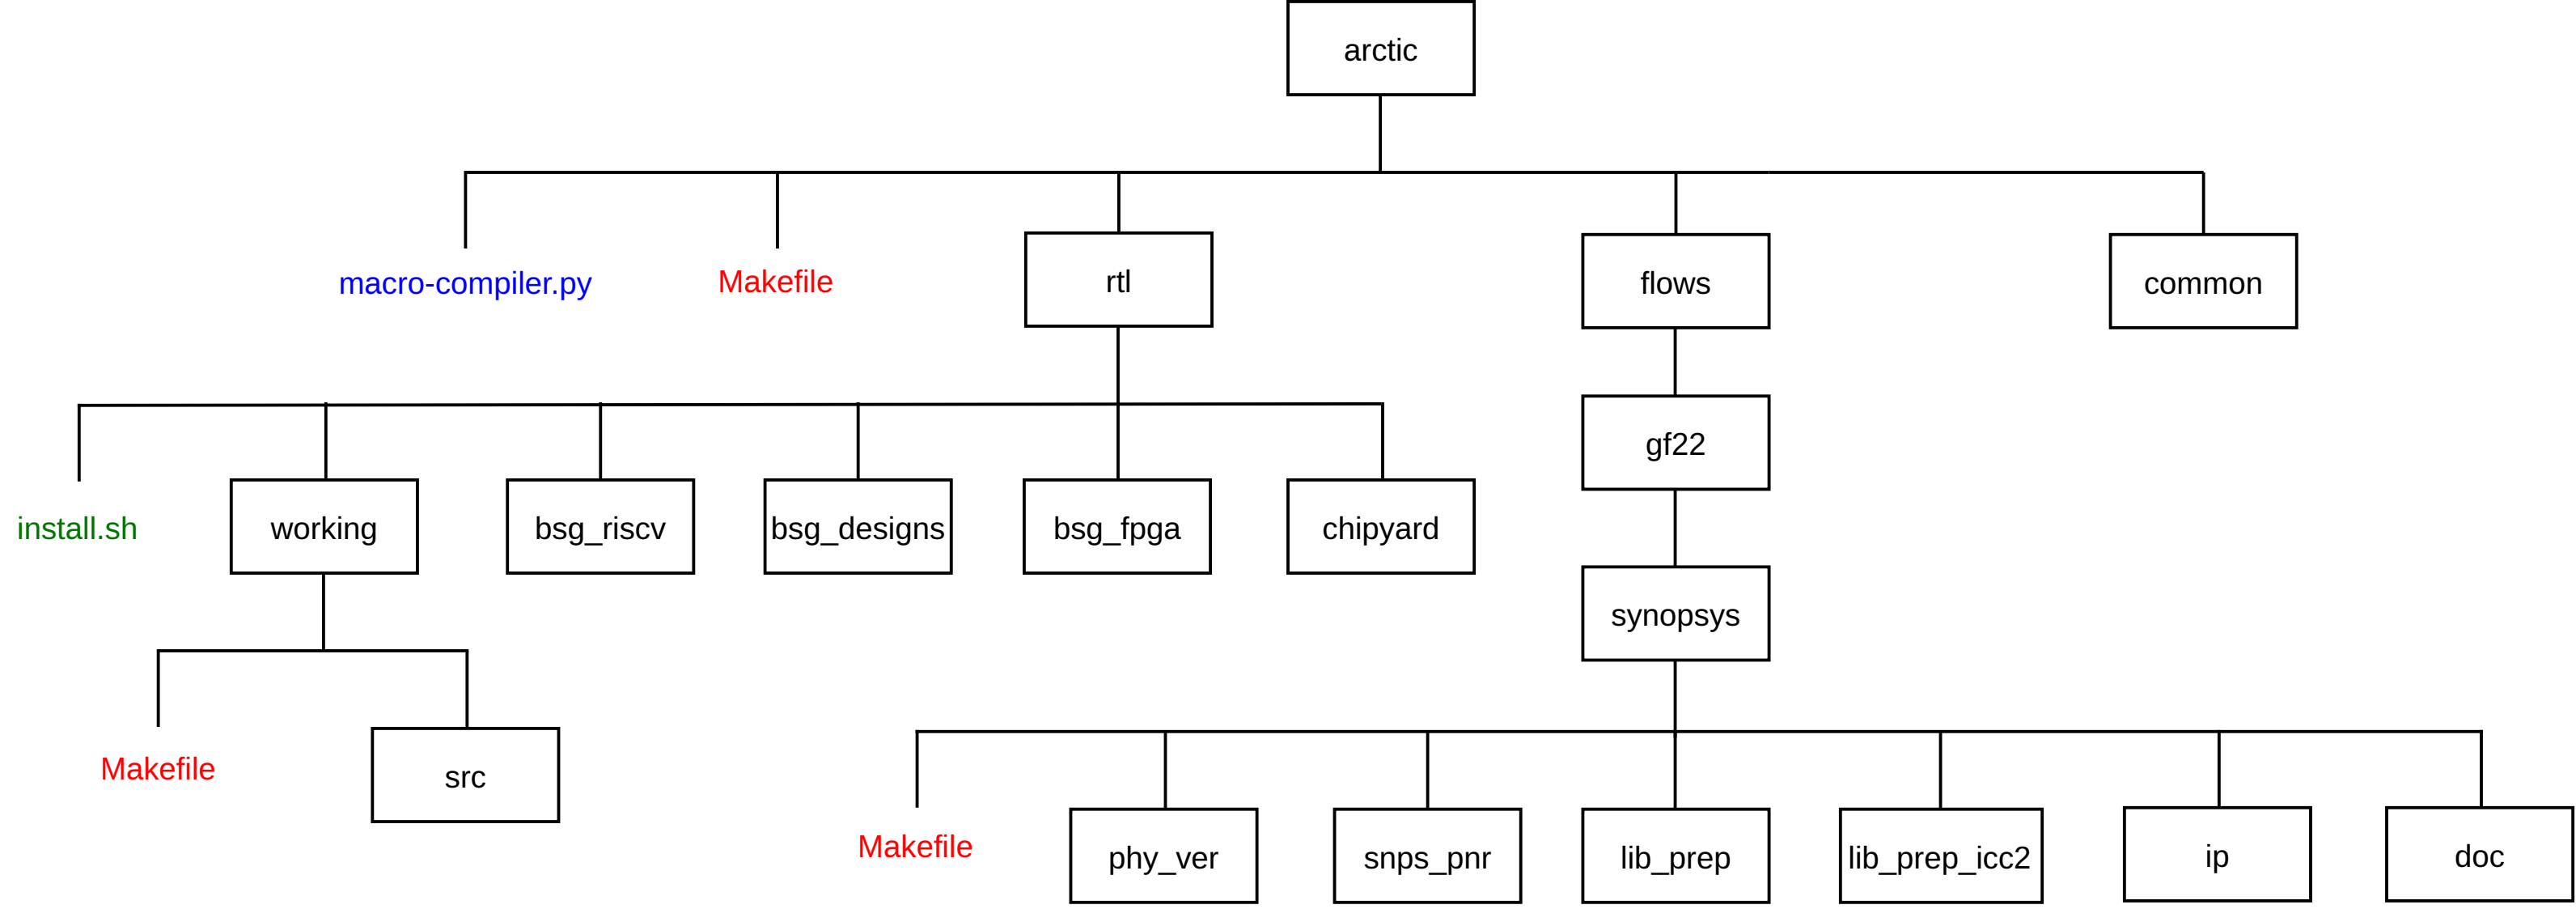 arctic
macro-compiler.py
Makefile
rtl
flows
common
gf22
install.sh
working
bsg_riscv
bsg_designs
bsg_fpga
chipyard
synopsys
Makefile
src
Makefile
phy_ver
snps_pnr
lib_prep
lib_prep_icc2
ip
doc